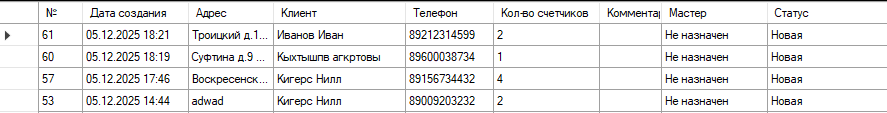 № Дата создания Адрес Клиент Телефон Кол-во счетчиков Комментар Мастер Статус
61 05.12.2025 18:21 Троицкий д.1... Иванов Иван 89212314599 2 Не назначен Новая
60 05.12.2025 18:19 Суфтина д.9 ... Кыхтышпв агкртовы 89600038734 1 Не назначен Новая
57 05.12.2025 17:46 Воскресенск... Кигерс Нилл 89156734432 4 Не назначен Новая
53 05.12.2025 14:44 adwad Кигерс Нилл 89009203232 2 Не назначен Новая